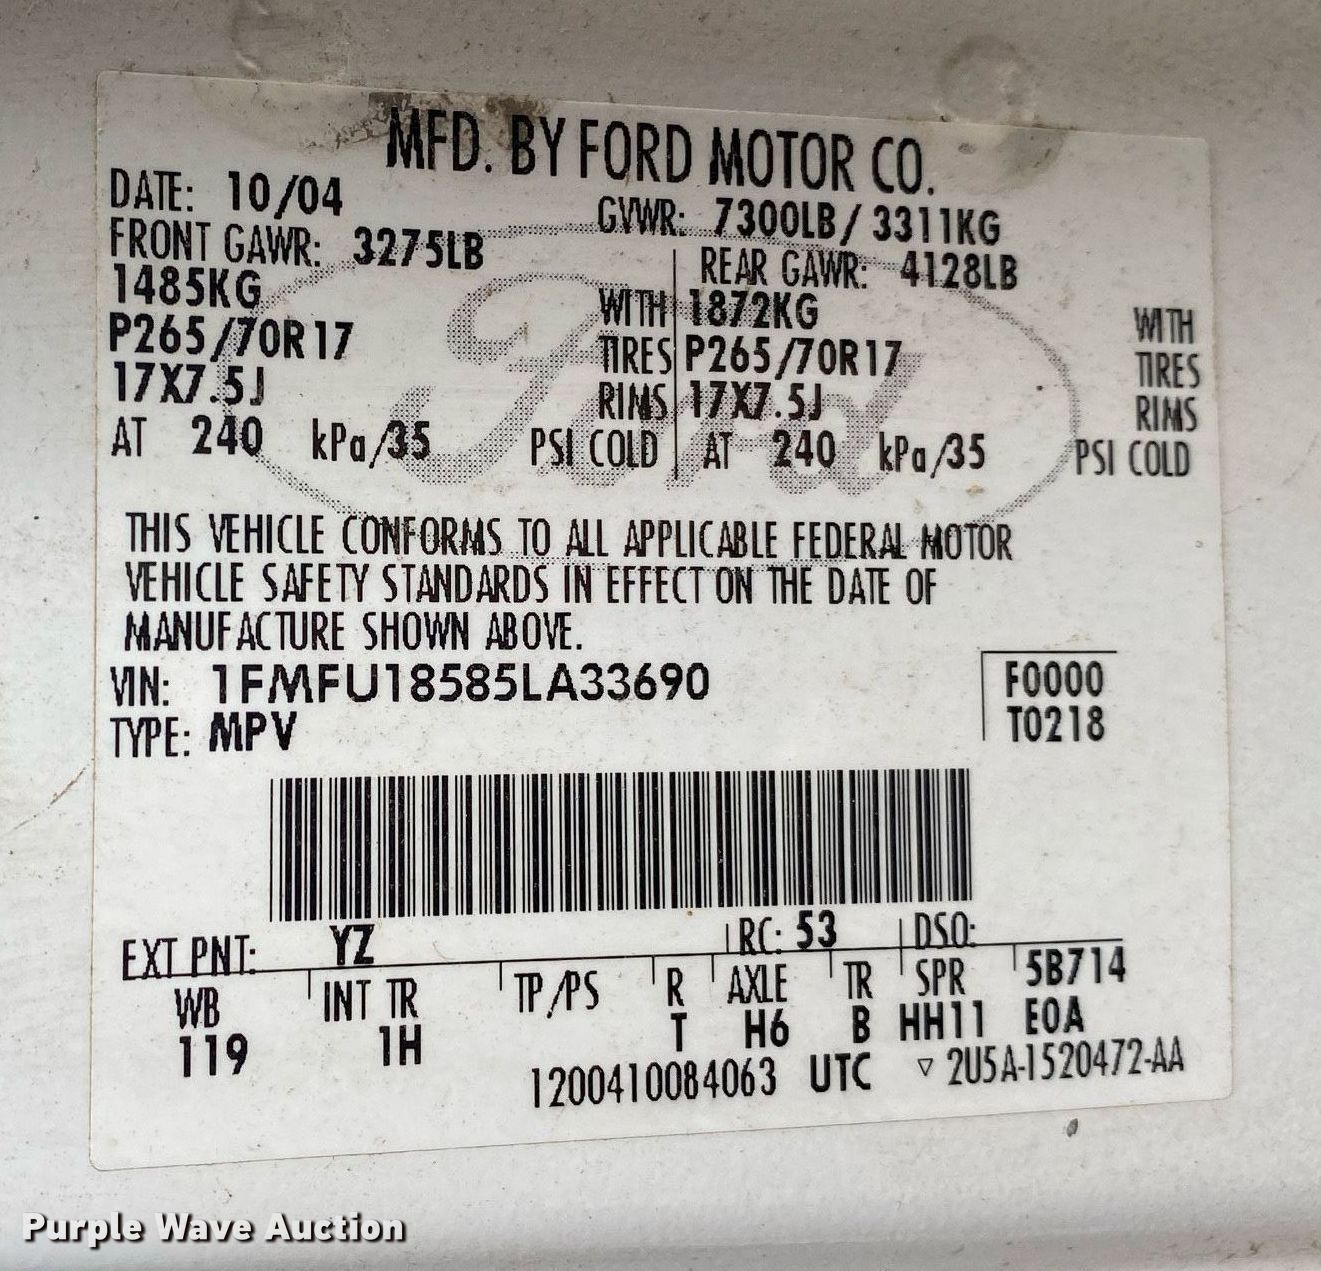 MFD. BY FORD MOTOR CO.
DATE: 10/04 GVWR: 7300LB/ 3311KG
FRONT GAWR: 3275LB REAR GAWR: 4128LB
1485KG WITH 1872KG WITH
P265/70R17 TIRES P265/70R17 TIRES
17X7.5J RIMS 17X7.5J RIMS
AT 240 kPa/35 PSI COLD AT 240 kPa/35 PSI COLD
Ford
THIS VEHICLE CONFORMS TO ALL APPLICABLE FEDERAL MOTOR
VEHICLE SAFETY STANDARDS IN EFFECT ON THE DATE OF
MANUFACTURE SHOWN ABOVE.
VIN: 1FMFU18585LA33690 F0000
TYPE: MPV T0218
EXT PNT: YZ RC: 53 DSO:
WB INT TR TP/PS R AXLE TR SPR 5B714
119 1H T H6 B HH11 E0A
1200410084063 UTC ▽ 2U5A-1520472-AA
Purple Wave Auction